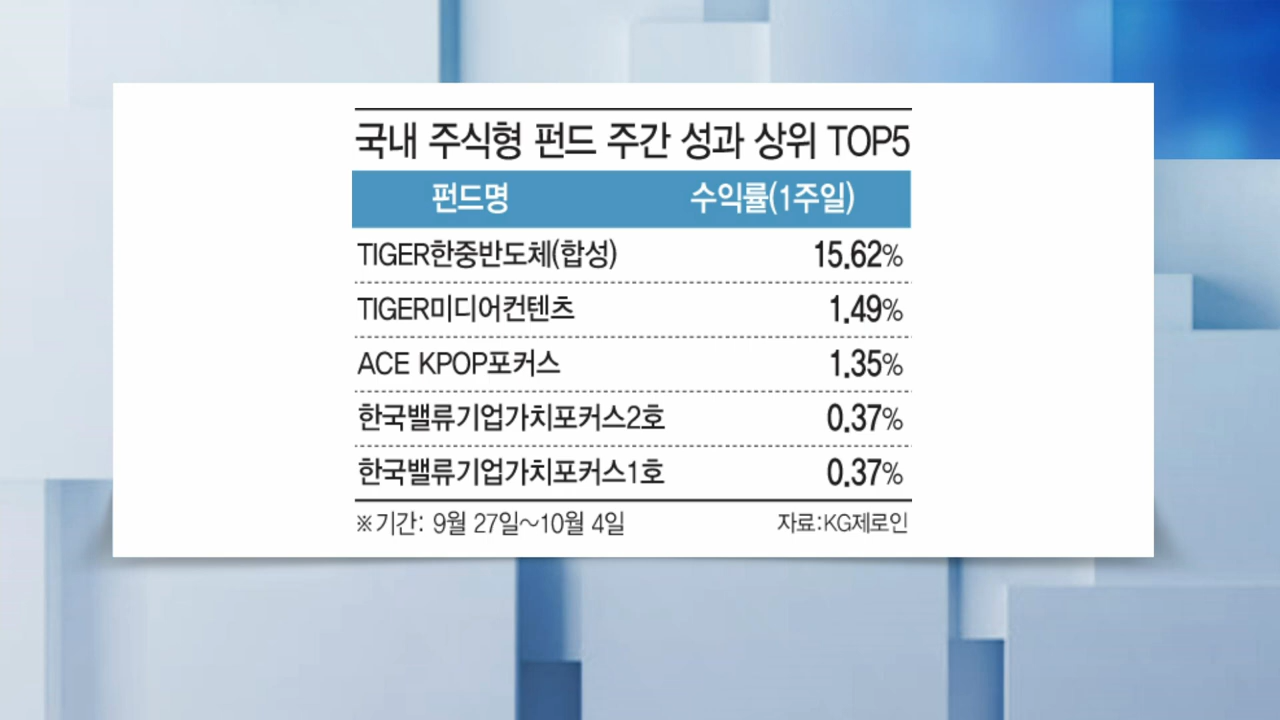 국내 주식형 펀드 주간 성과 상위 TOP5
펀드명 수익률(1주일)
TIGER한중반도체(합성) 15.62%
TIGER미디어컨텐츠 1.49%
ACE KPOP포커스 1.35%
한국밸류기업가치포커스2호 0.37%
한국밸류기업가치포커스1호 0.37%
※기간: 9월 27일~10월 4일 자료:KG제로인